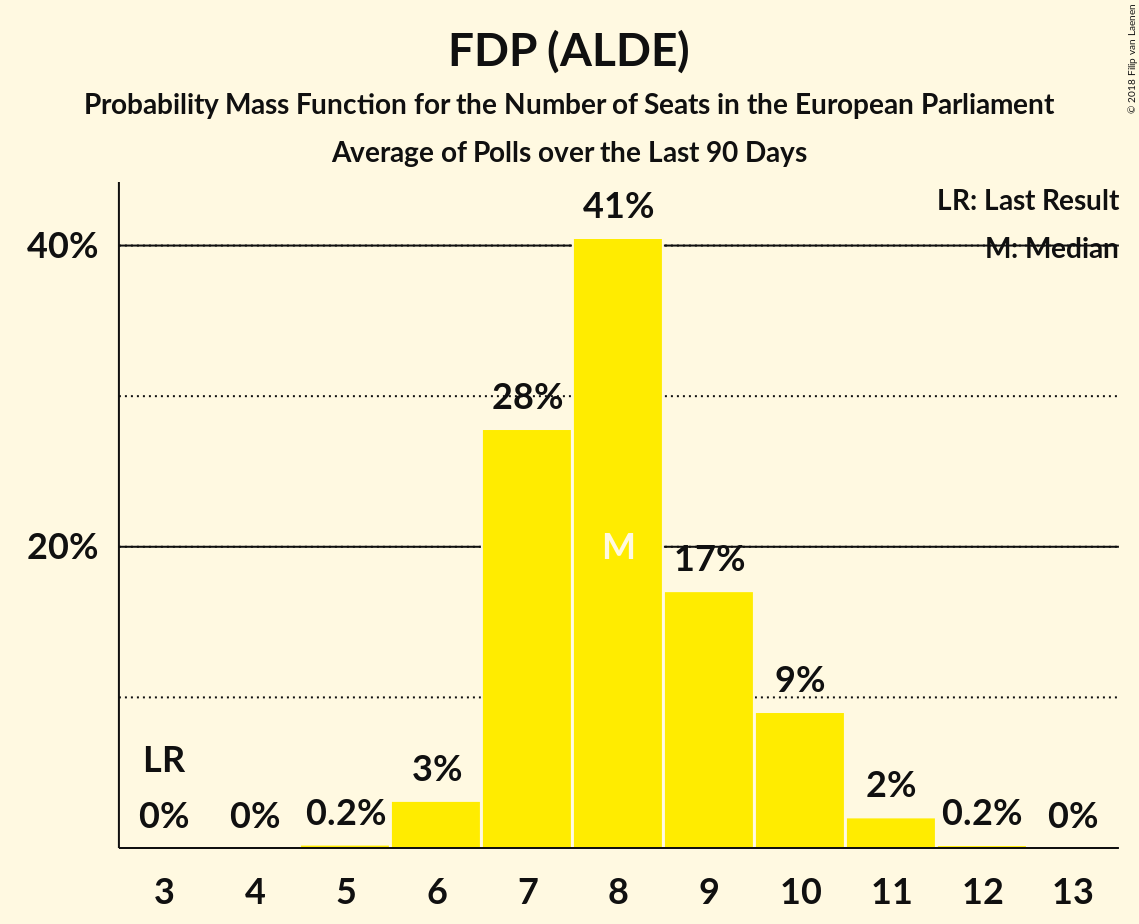 FDP (ALDE)
Probability Mass Function for the Number of Seats in the European Parliament
Average of Polls over the Last 90 Days
© 2018 Filip van Laenen
LR: Last Result
M: Median
40%
20%
LR
0%
0%
0.2%
3%
28%
41%
M
17%
9%
2%
0.2%
0%
3 4 5 6 7 8 9 10 11 12 13